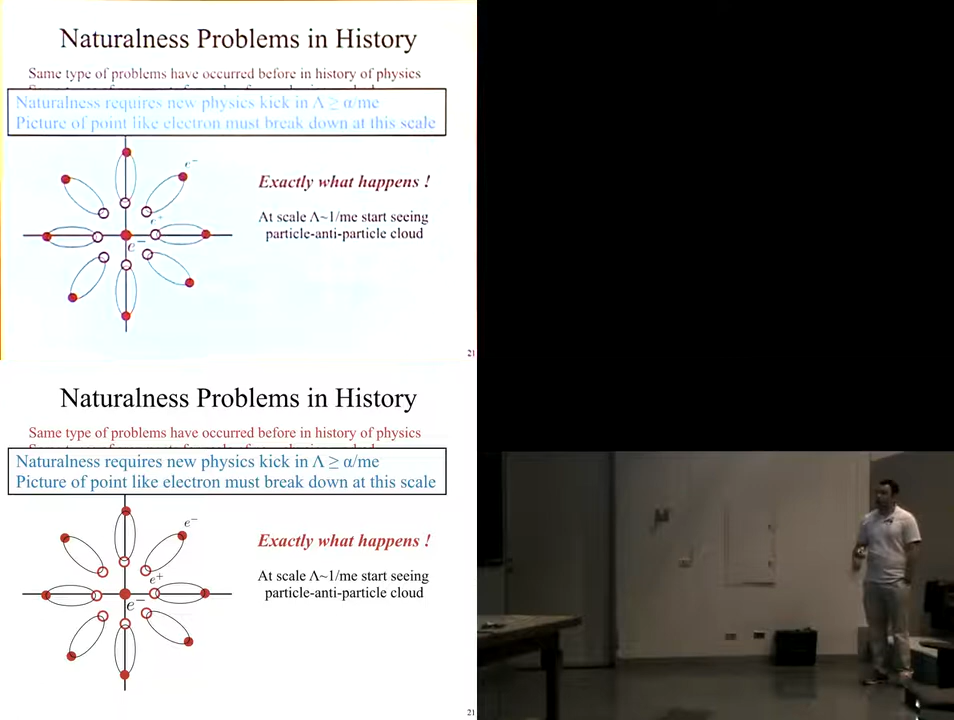 Naturalness Problems in History
Same type of problems have occurred before in history of physics
Naturalness requires new physics kick in Λ ≥ α/me
Picture of point like electron must break down at this scale
e⁻
Exactly what happens !
At scale Λ~1/me start seeing
particle-anti-particle cloud
e⁺
e⁻
21
Naturalness Problems in History
Same type of problems have occurred before in history of physics
Naturalness requires new physics kick in Λ ≥ α/me
Picture of point like electron must break down at this scale
e⁻
Exactly what happens !
At scale Λ~1/me start seeing
particle-anti-particle cloud
e⁺
e⁻
21